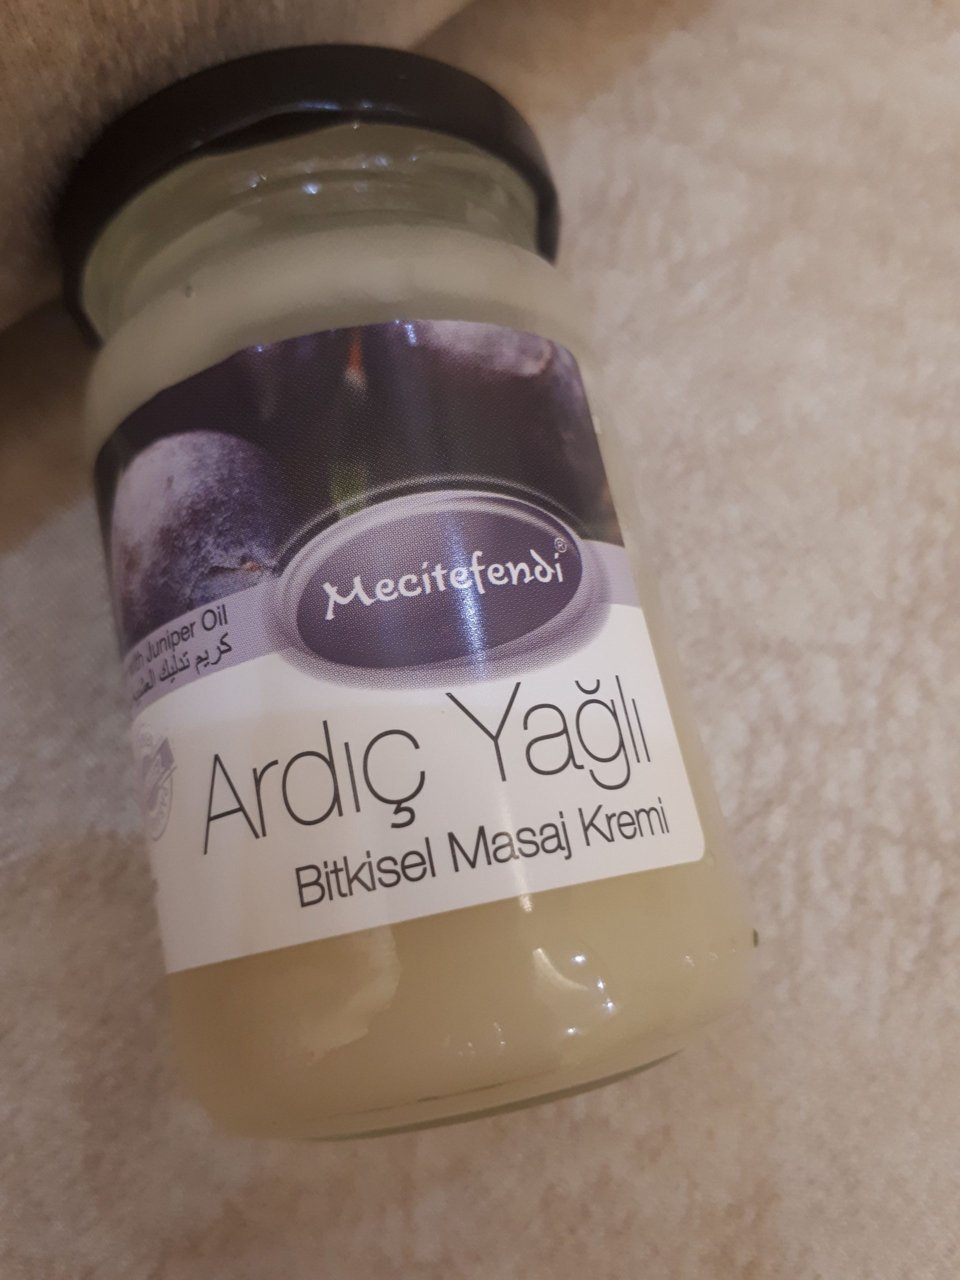 Mecitefendi®
with Juniper Oil
كريم تدليك
Ardıç Yağlı
Bitkisel Masaj Kremi